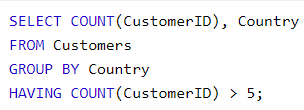 SELECT COUNT(CustomerID), Country
FROM Customers
GROUP BY Country
HAVING COUNT(CustomerID) > 5;